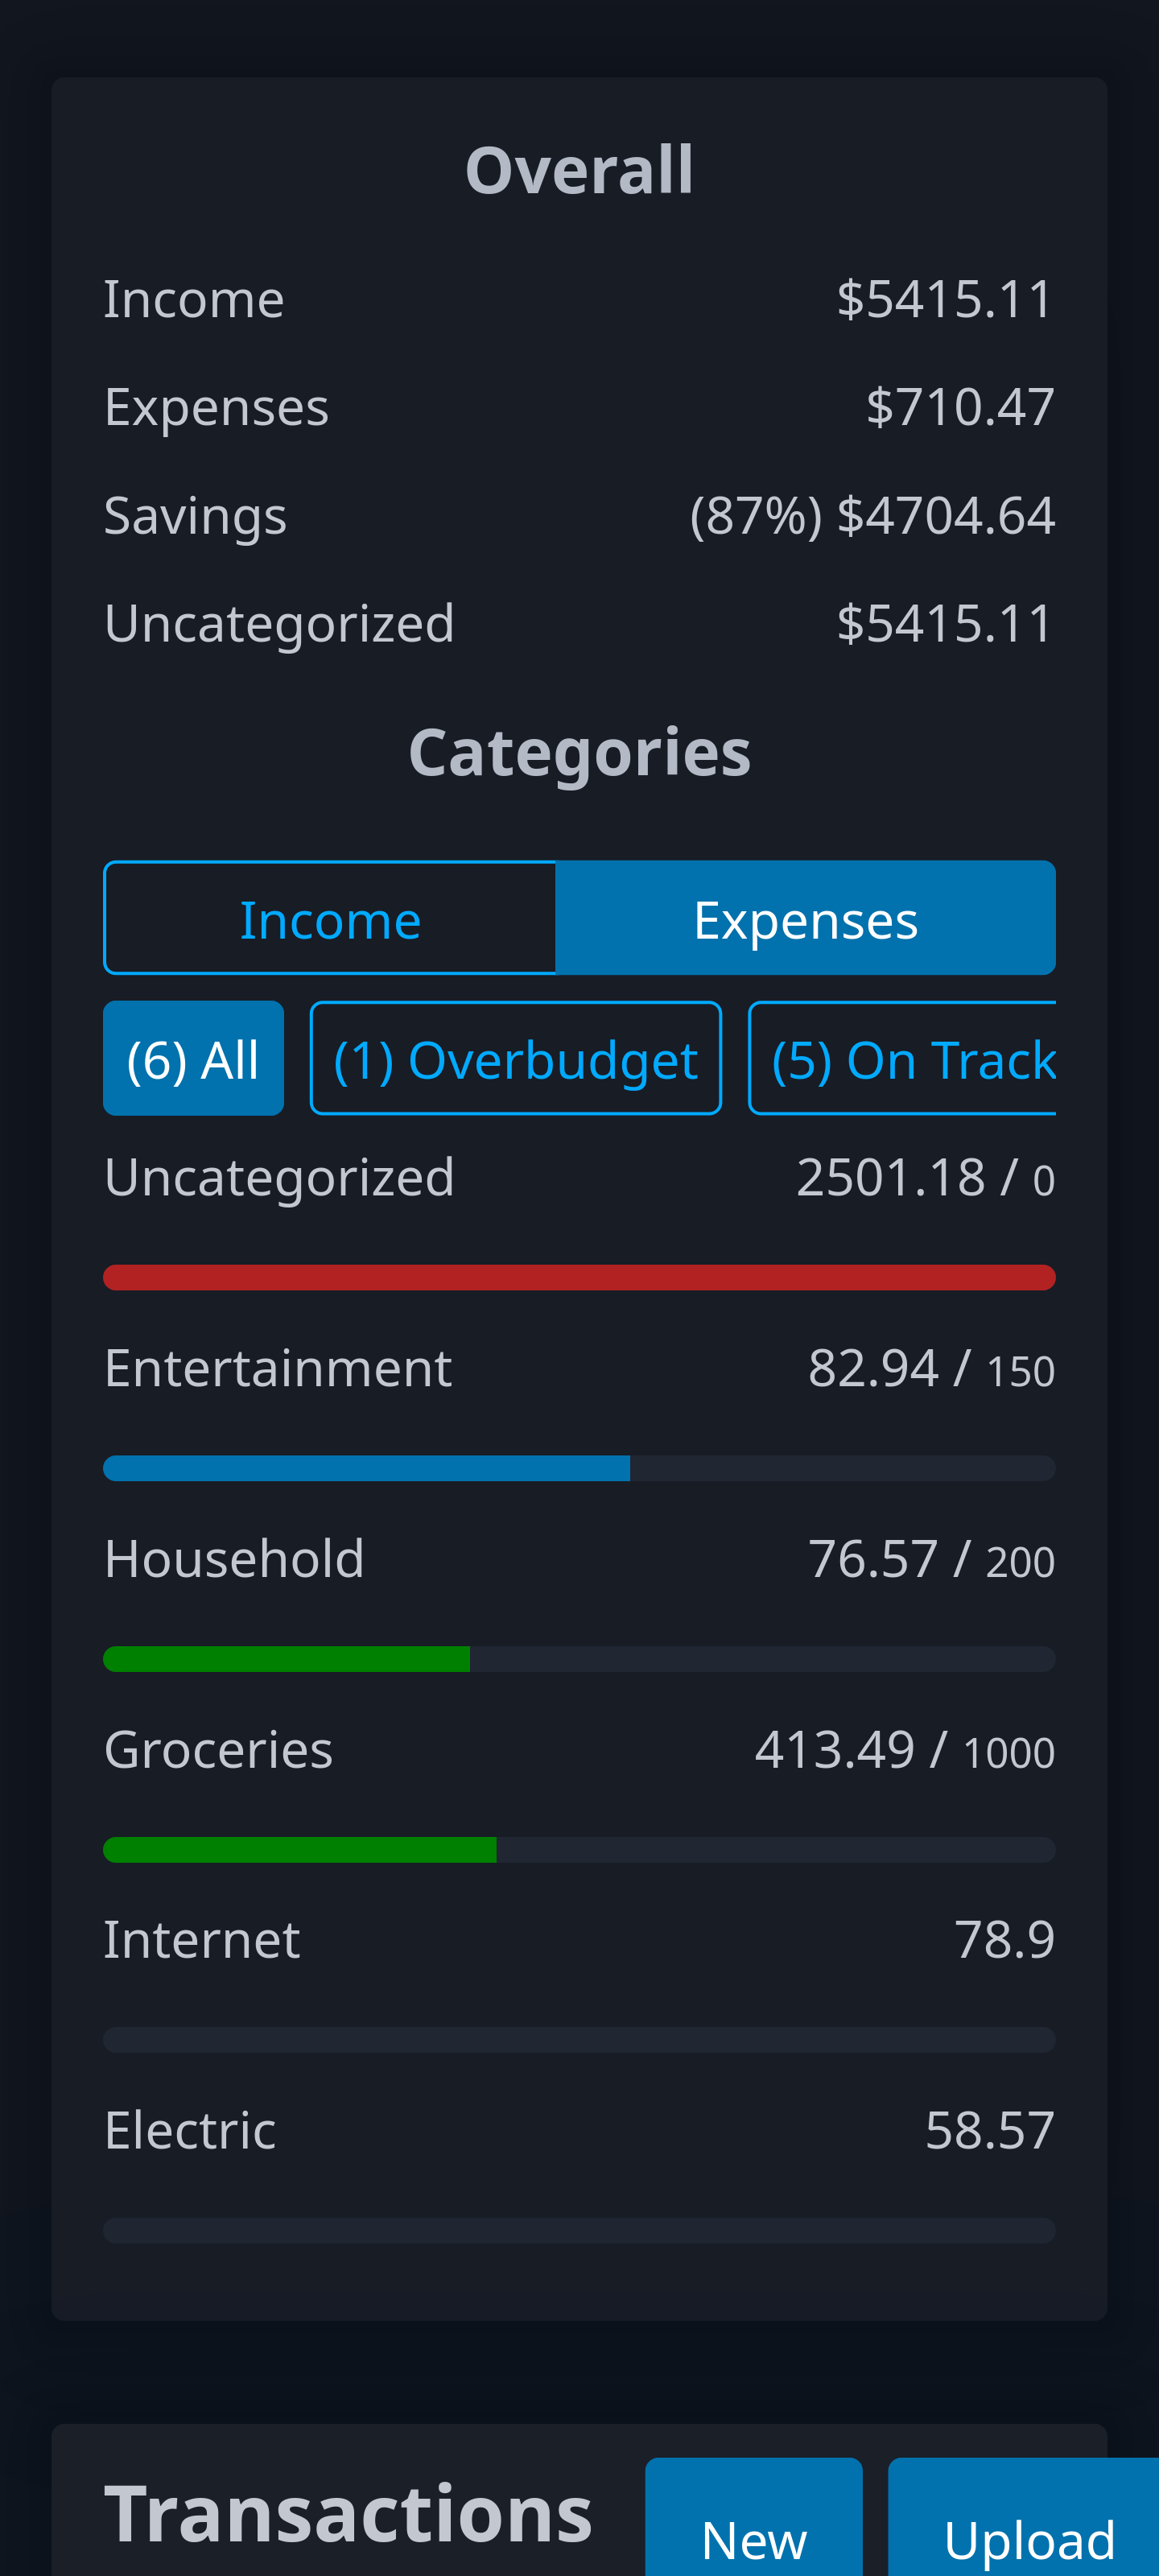 Overall
Income $5415.11
Expenses $710.47
Savings (87%) $4704.64
Uncategorized $5415.11
Categories
Income Expenses
(6) All (1) Overbudget (5) On Track
Uncategorized 2501.18 / 0
Entertainment 82.94 / 150
Household 76.57 / 200
Groceries 413.49 / 1000
Internet 78.9
Electric 58.57
Transactions New Upload